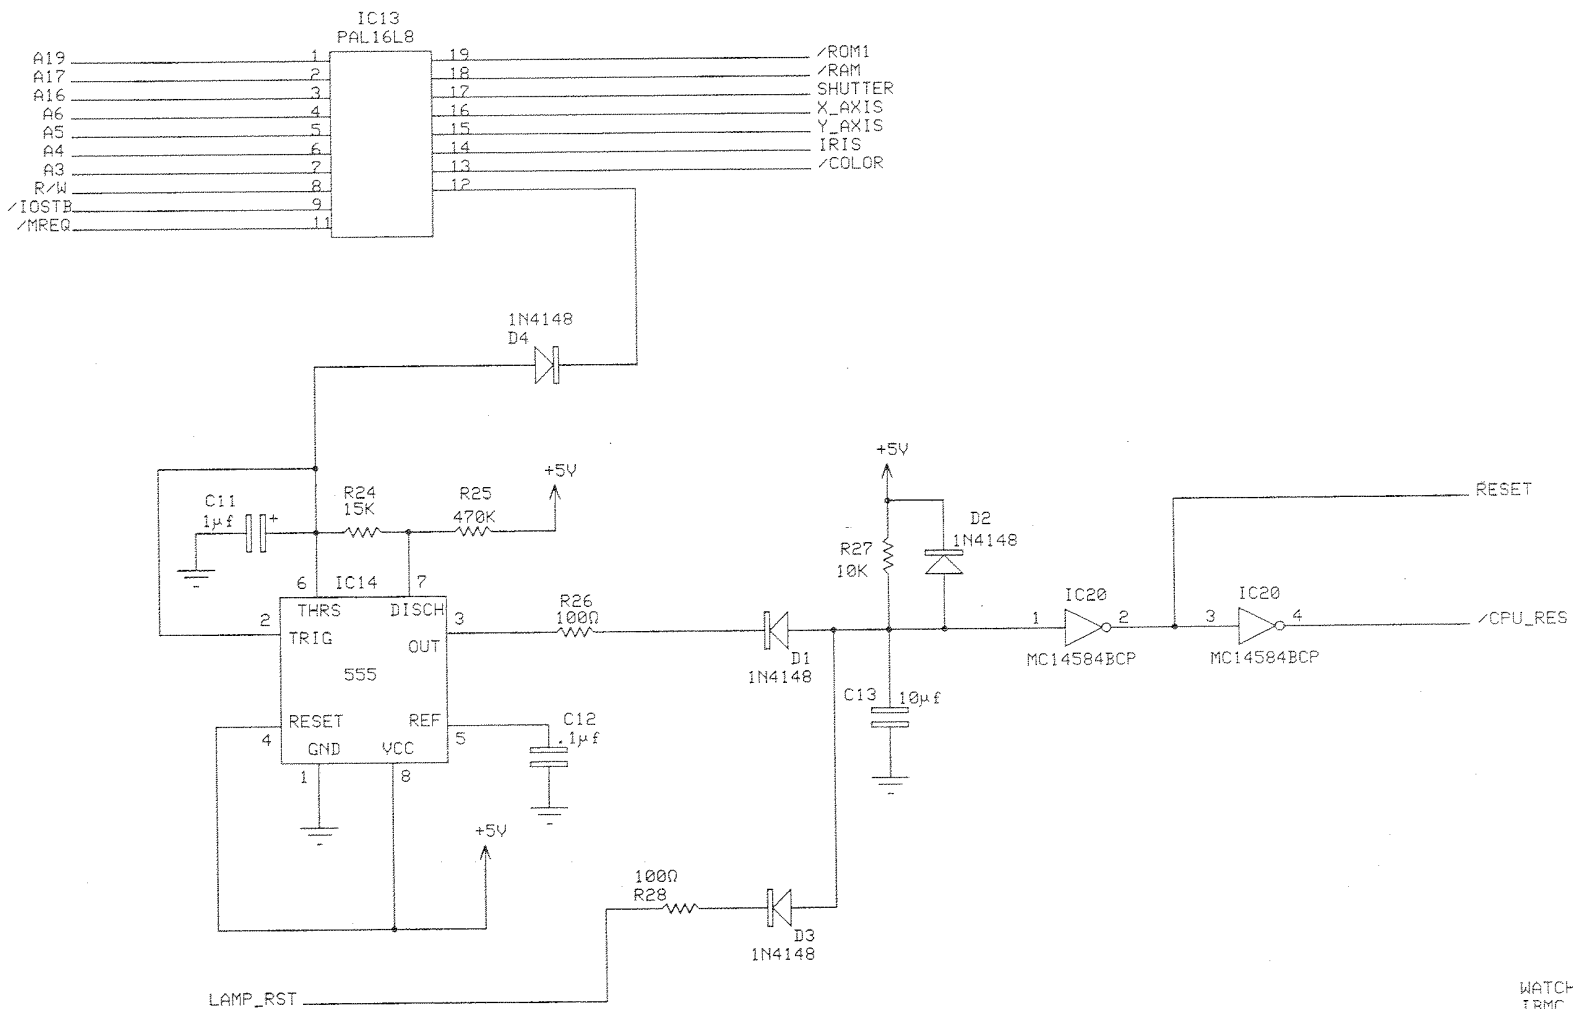 IC13
PAL16L8
A19 1 19 /ROM1
A17 2 18 /RAM
A16 3 17 SHUTTER
A6 4 16 X_AXIS
A5 5 15 Y_AXIS
A4 6 14 IRIS
A3 7 13 /COLOR
R/W 8 12
/IOSTB 9
/MREQ 11
1N4148
D4
+5V
+5V
C11
1µf
+
R24
15K
R25
470K
RESET
D2
1N4148
R27
10K
6 IC14 7
THRS DISCH
2 TRIG
3
OUT
555
R26
100Ω
D1
1N4148
IC20
1 2
MC14584BCP
IC20
3 4
MC14584BCP
/CPU_RES
C13 10µf
RESET REF
4 5
GND VCC
1 8
C12
.1µf
+5V
100Ω
R28
D3
1N4148
LAMP_RST
WATCH